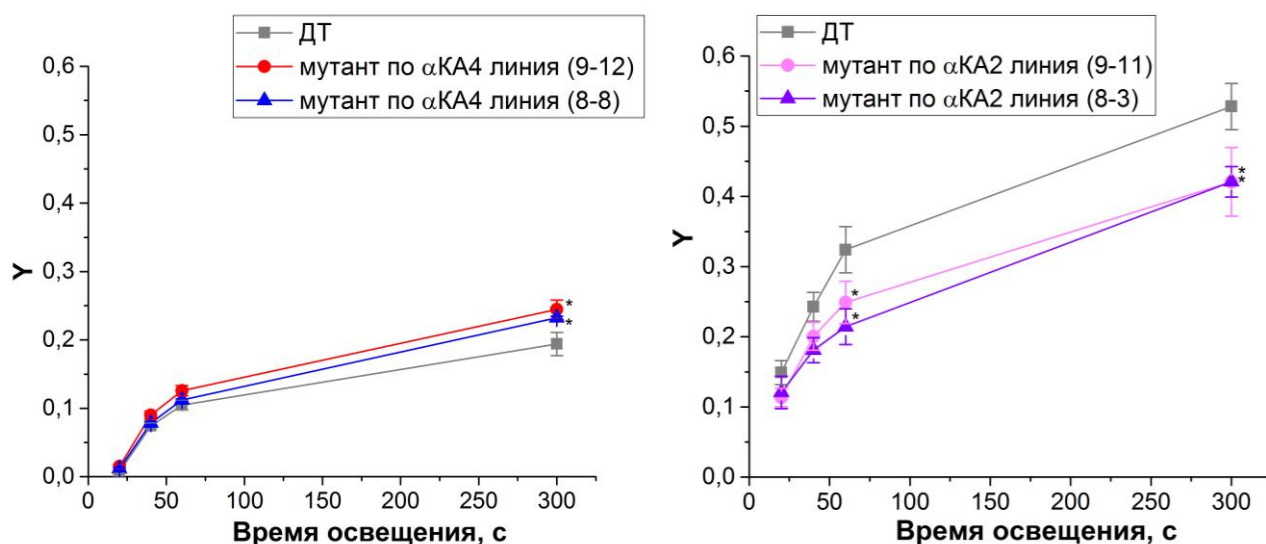 ДТ
мутант по αКА4 линия (9-12)
мутант по αКА4 линия (8-8)
0,6
0,5
0,4
0,3
0,2
0,1
0,0
Y
*
*
0 50 100 150 200 250 300
Время освещения, с
ДТ
мутант по αКА2 линия (9-11)
мутант по αКА2 линия (8-3)
0,6
0,5
0,4
0,3
0,2
0,1
0,0
Y
*
*
*
*
0 50 100 150 200 250 300
Время освещения, с